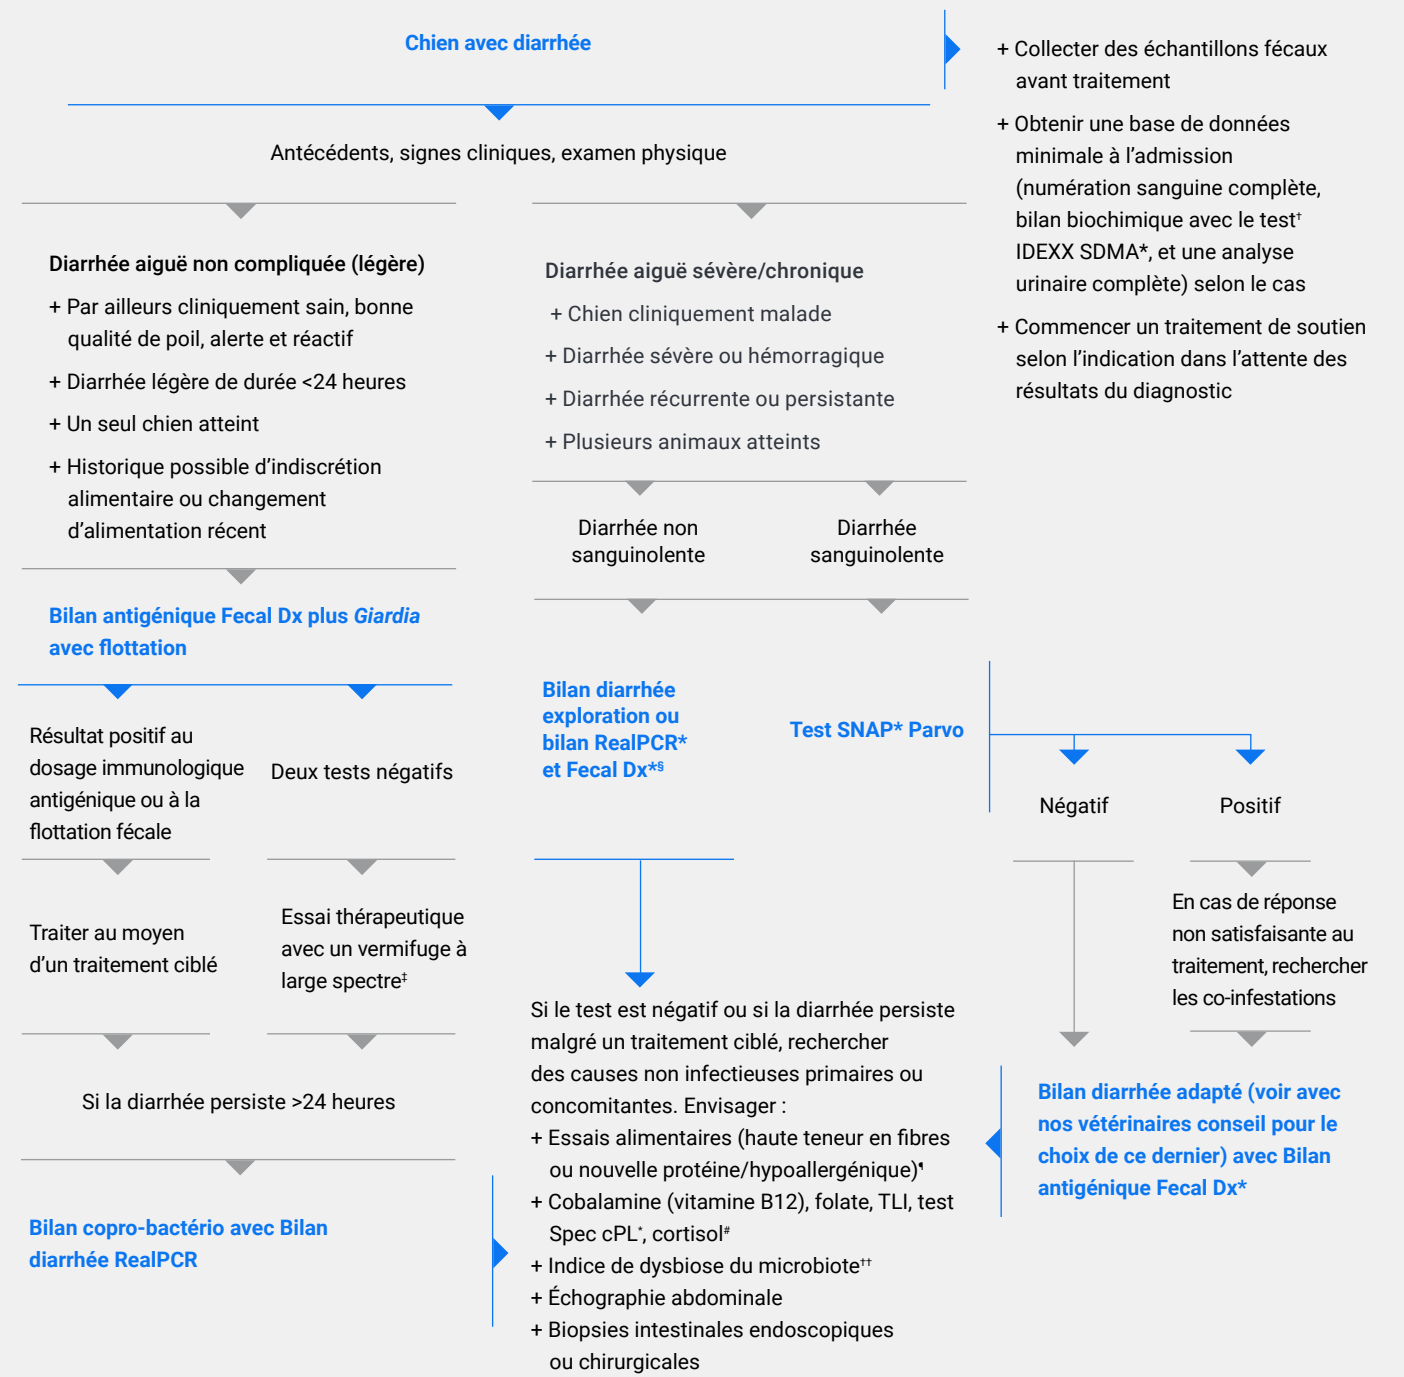 Chien avec diarrhée
+ Collecter des échantillons fécaux
avant traitement
+ Obtenir une base de données
minimale à l’admission
(numération sanguine complète,
bilan biochimique avec le test†
IDEXX SDMA*, et une analyse
urinaire complète) selon le cas
+ Commencer un traitement de soutien
selon l’indication dans l’attente des
résultats du diagnostic
Antécédents, signes cliniques, examen physique
Diarrhée aiguë non compliquée (légère)
+ Par ailleurs cliniquement sain, bonne
qualité de poil, alerte et réactif
+ Diarrhée légère de durée <24 heures
+ Un seul chien atteint
+ Historique possible d’indiscrétion
alimentaire ou changement
d’alimentation récent
Diarrhée aiguë sévère/chronique
+ Chien cliniquement malade
+ Diarrhée sévère ou hémorragique
+ Diarrhée récurrente ou persistante
+ Plusieurs animaux atteints
Diarrhée non
sanguinolente
Diarrhée
sanguinolente
Bilan antigénique Fecal Dx plus Giardia
avec flottation
Résultat positif au
dosage immunologique
antigénique ou à la
flottation fécale
Deux tests négatifs
Traiter au moyen
d’un traitement ciblé
Essai thérapeutique
avec un vermifuge à
large spectre‡
Si la diarrhée persiste >24 heures
Bilan copro-bactério avec Bilan
diarrhée RealPCR
Bilan diarrhée
exploration ou
bilan RealPCR*
et Fecal Dx*§
Test SNAP* Parvo
Négatif
Positif
En cas de réponse
non satisfaisante au
traitement, rechercher
les co-infestations
Si le test est négatif ou si la diarrhée persiste
malgré un traitement ciblé, rechercher
des causes non infectieuses primaires ou
concomitantes. Envisager :
+ Essais alimentaires (haute teneur en fibres
ou nouvelle protéine/hypoallergénique)¶
+ Cobalamine (vitamine B12), folate, TLI, test
Spec cPL*, cortisol#
+ Indice de dysbiose du microbiote††
+ Échographie abdominale
+ Biopsies intestinales endoscopiques
ou chirurgicales
Bilan diarrhée adapté (voir avec
nos vétérinaires conseil pour le
choix de ce dernier) avec Bilan
antigénique Fecal Dx*